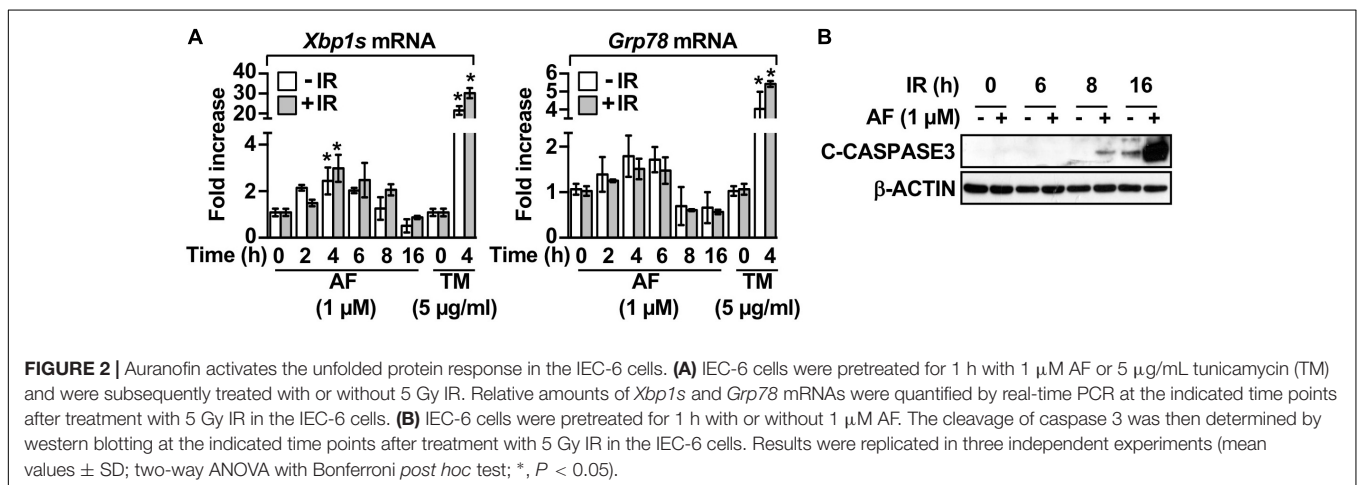 A
B
Xbp1s mRNA
Grp78 mRNA
Fold increase
40
30
20
4
2
0
- IR
+ IR
* * * *
Time (h) 0 2 4 6 8 16 0 4
AF TM
(1 µM) (5 µg/ml)
Fold increase
6
5
4
2
1
0
- IR
+ IR
* *
Time (h) 0 2 4 6 8 16 0 4
AF TM
(1 µM) (5 µg/ml)
IR (h) 0 6 8 16
AF (1 µM) - + - + - + - +
C-CASPASE3
β-ACTIN
FIGURE 2 | Auranofin activates the unfolded protein response in the IEC-6 cells. (A) IEC-6 cells were pretreated for 1 h with 1 µM AF or 5 µg/mL tunicamycin (TM)
and were subsequently treated with or without 5 Gy IR. Relative amounts of Xbp1s and Grp78 mRNAs were quantified by real-time PCR at the indicated time points
after treatment with 5 Gy IR in the IEC-6 cells. (B) IEC-6 cells were pretreated for 1 h with or without 1 µM AF. The cleavage of caspase 3 was then determined by
western blotting at the indicated time points after treatment with 5 Gy IR in the IEC-6 cells. Results were replicated in three independent experiments (mean
values ± SD; two-way ANOVA with Bonferroni post hoc test; *, P < 0.05).